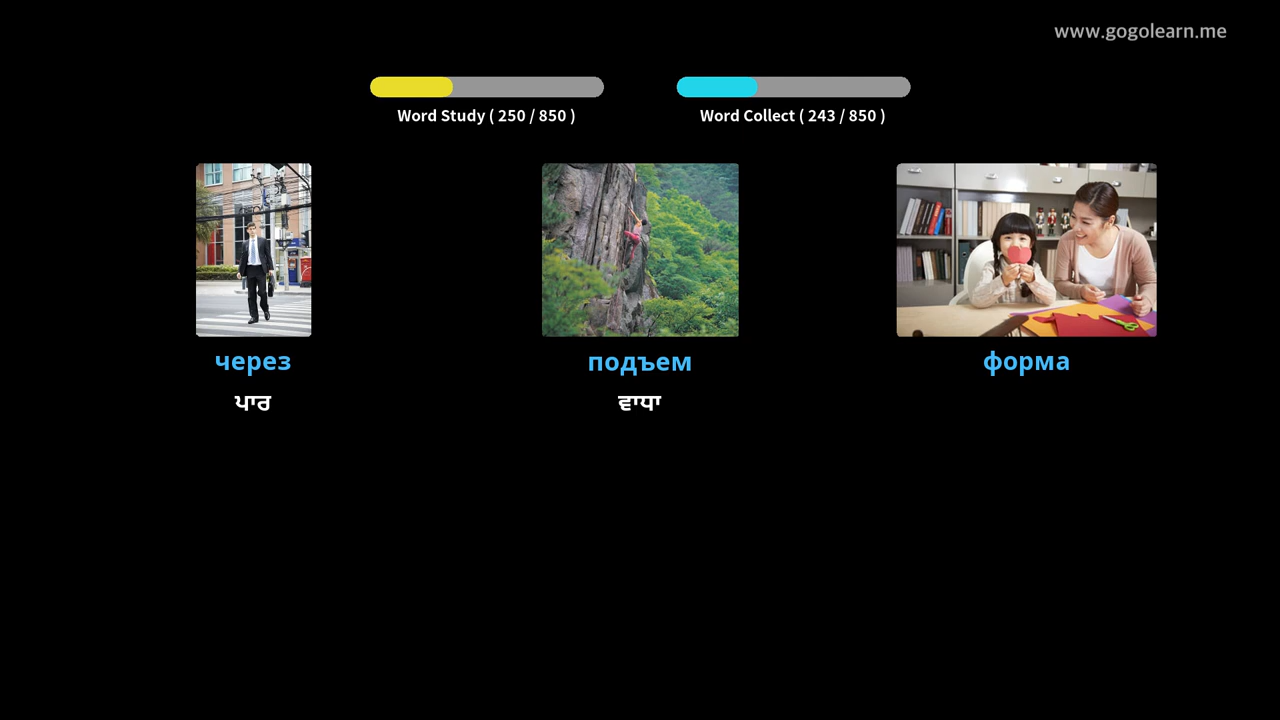 www.gogolearn.me
Word Study ( 250 / 850 )
Word Collect ( 243 / 850 )
через
подъем
форма
ਪਾਰ
ਵਾਧਾ